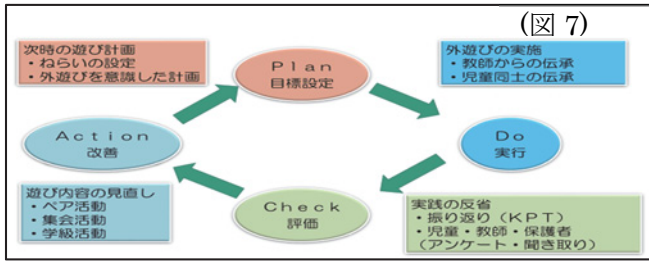 (図 7)
次時の遊び計画
・ねらいの設定
・外遊びを意識した計画
Plan
目標設定
外遊びの実施
・教師からの伝承
・児童同士の伝承
Action
改善
Do
実行
遊び内容の見直し
・ペア活動
・集会活動
・学級活動
Check
評価
実践の反省
・振り返り(KPT)
・児童・教師・保護者
(アンケート・聞き取り)